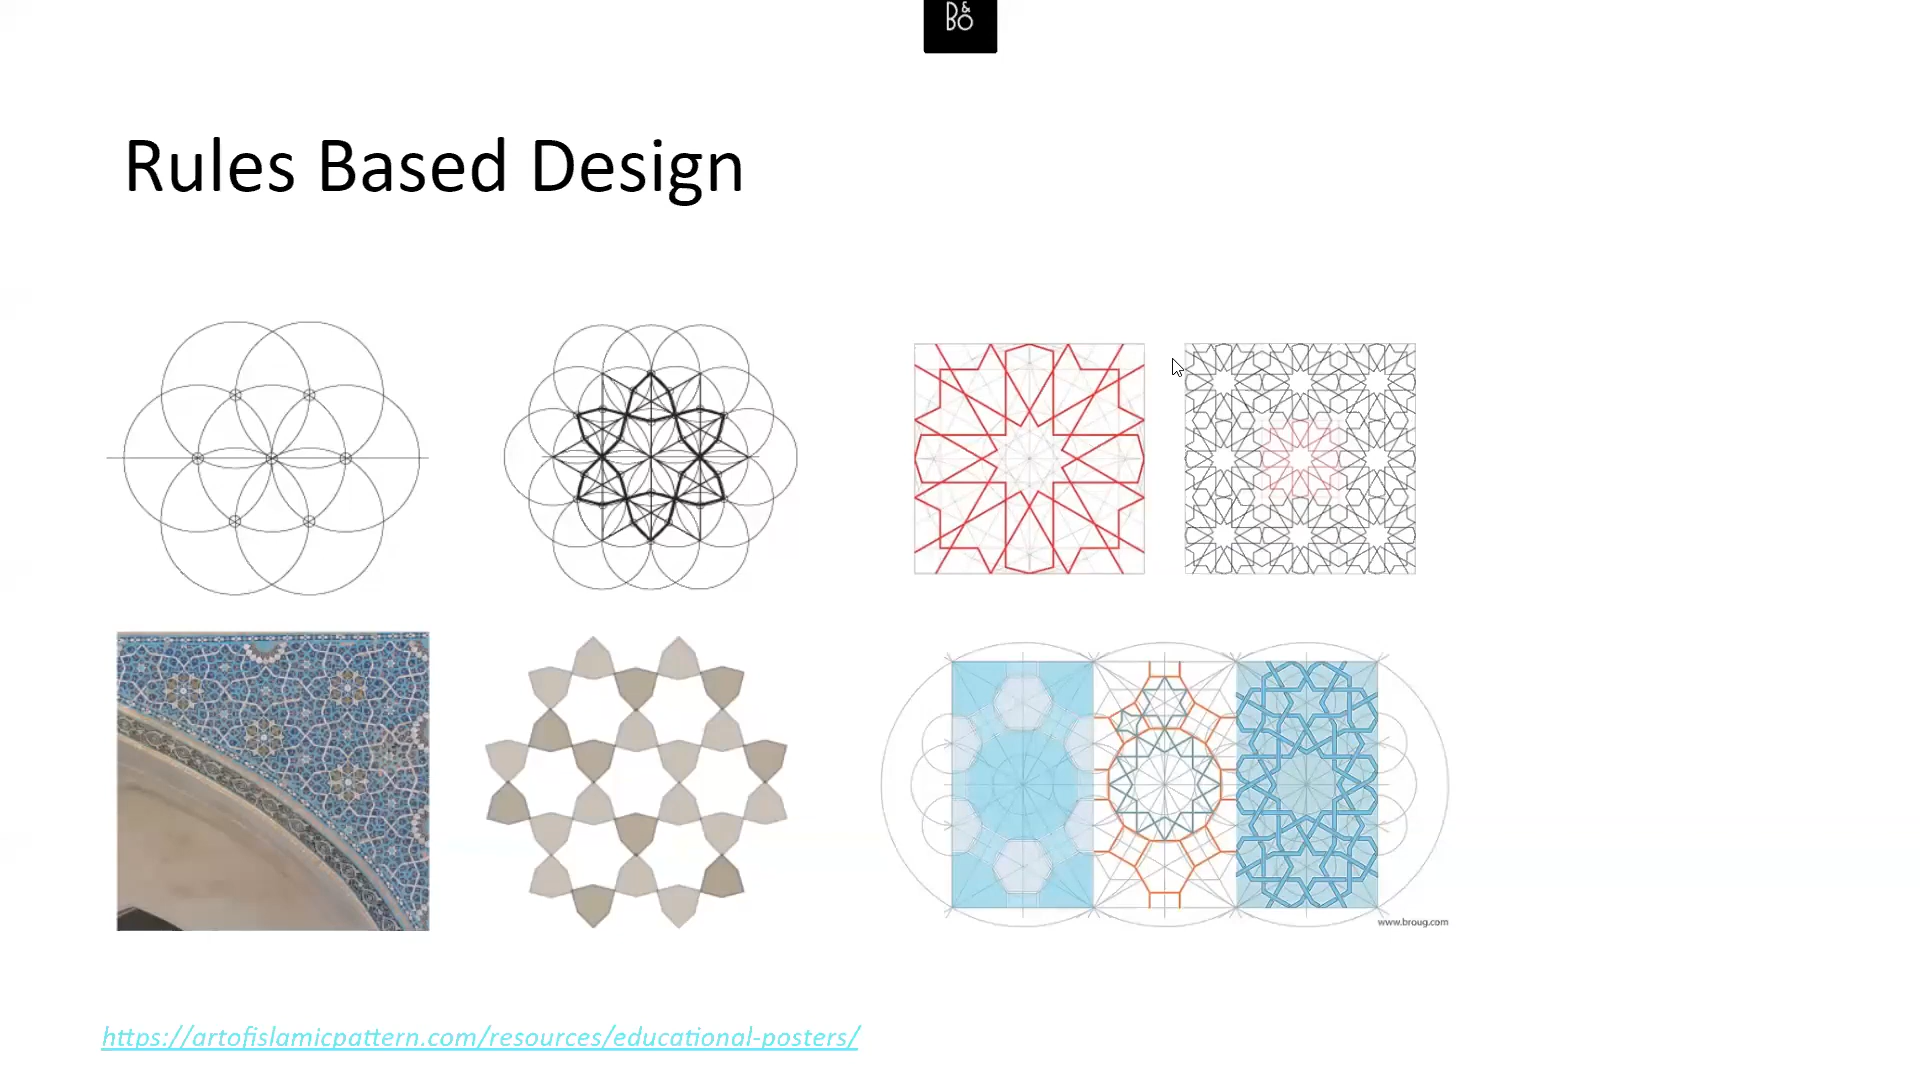 B&O
Rules Based Design
www.broug.com
https://artofislamicpattern.com/resources/educational-posters/